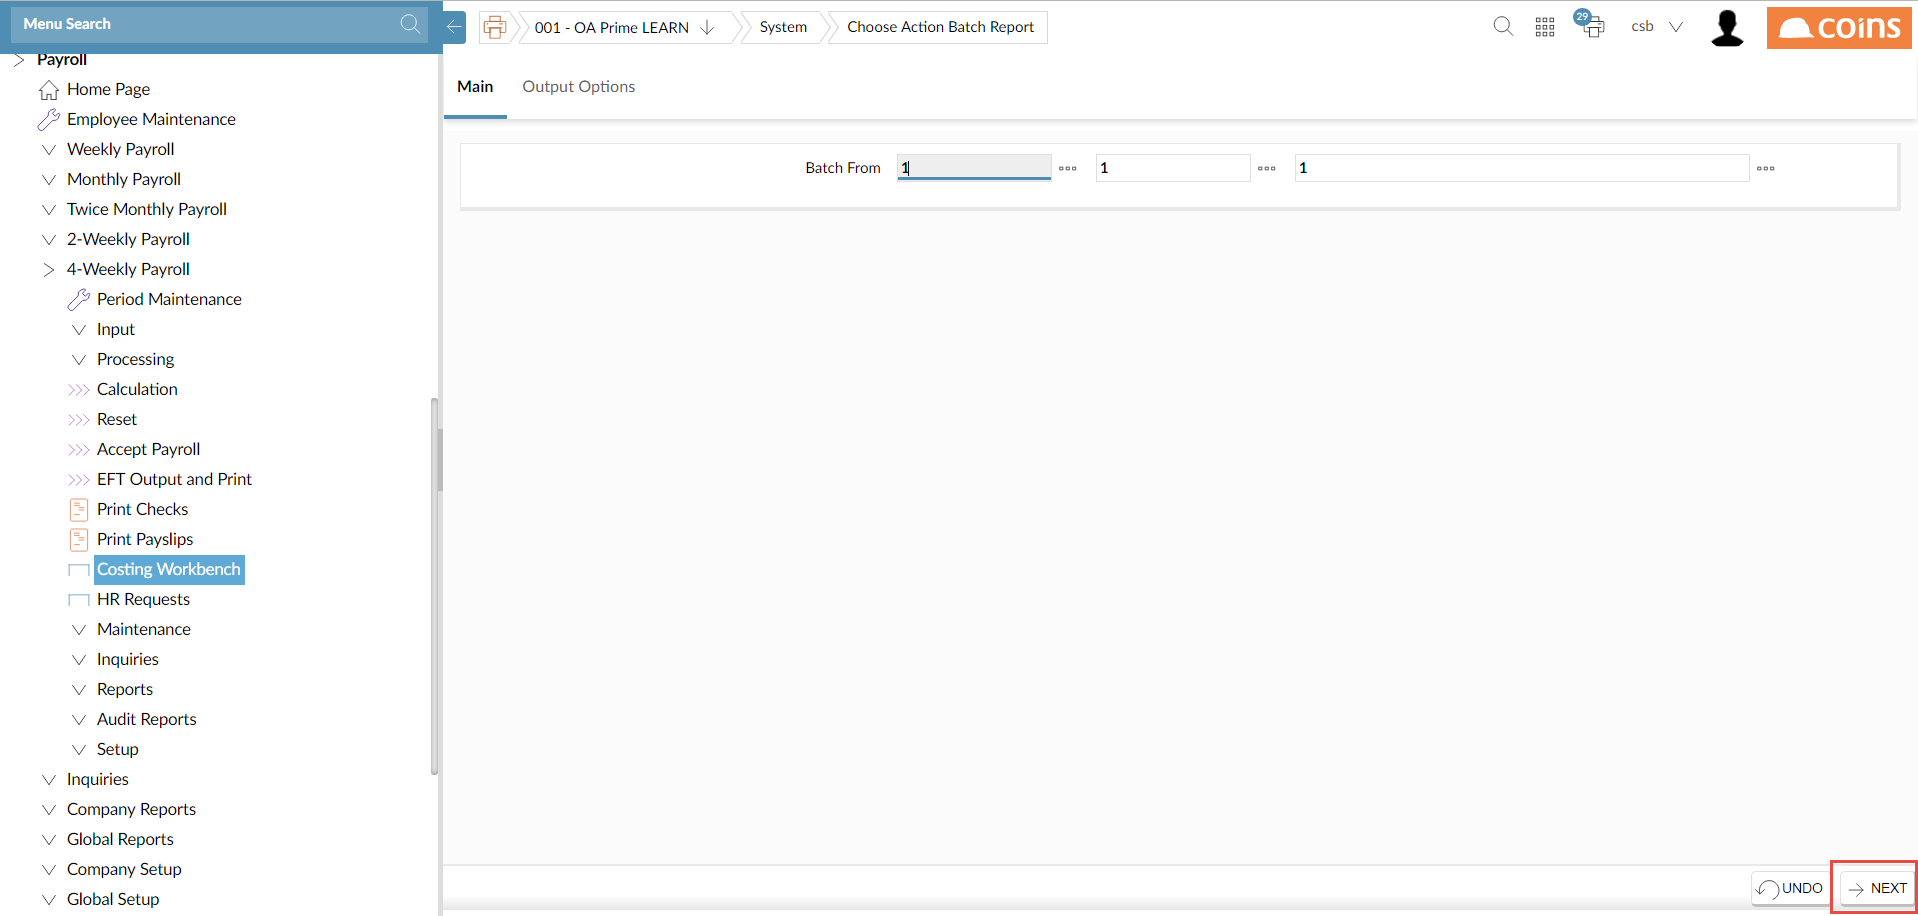 Menu Search
001 - OA Prime LEARN
System
Choose Action Batch Report
29
csb
coins
Payroll
Home Page
Employee Maintenance
Weekly Payroll
Monthly Payroll
Twice Monthly Payroll
2-Weekly Payroll
4-Weekly Payroll
Period Maintenance
Input
Processing
Calculation
Reset
Accept Payroll
EFT Output and Print
Print Checks
Print Payslips
Costing Workbench
HR Requests
Maintenance
Inquiries
Reports
Audit Reports
Setup
Inquiries
Company Reports
Global Reports
Company Setup
Global Setup
Main Output Options
Batch From 1 1 1
UNDO NEXT